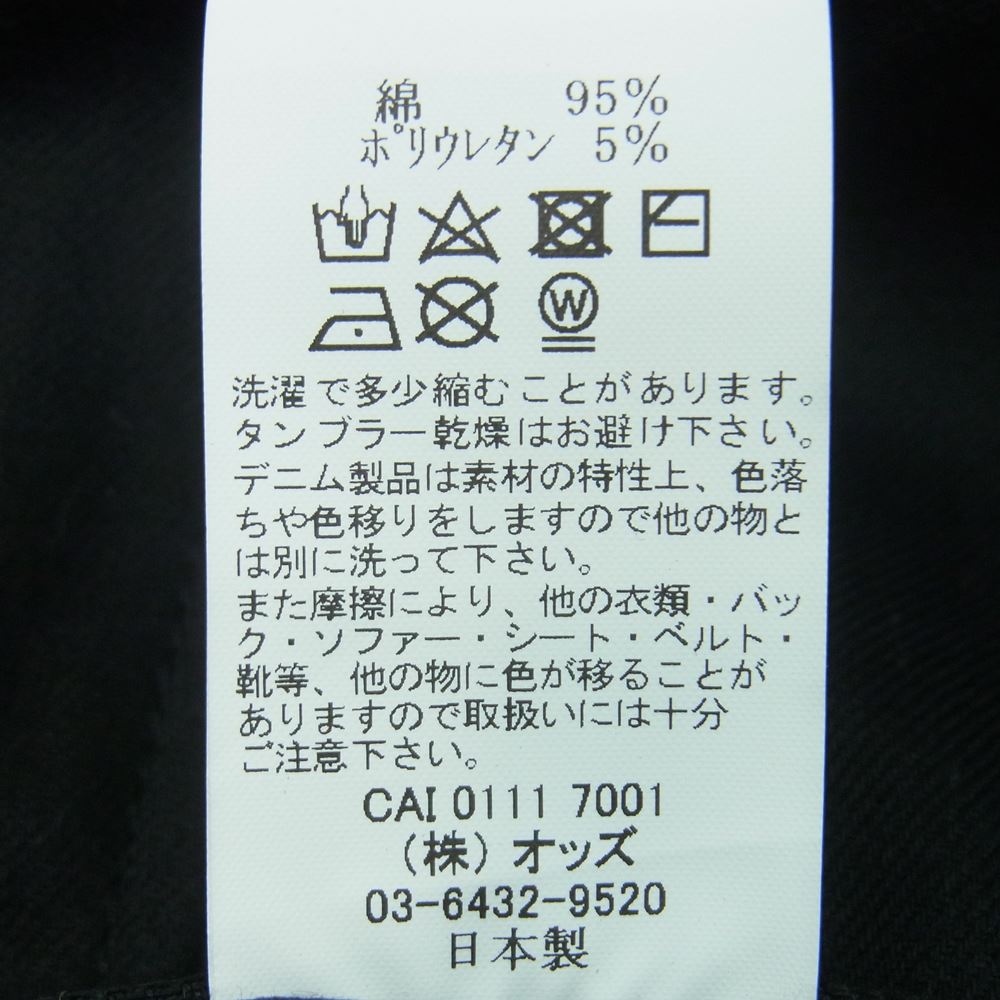 綿 95%
ポリウレタン 5%
W
洗濯で多少縮むことがあります。
タンブラー乾燥はお避け下さい。
デニム製品は素材の特性上、色落
ちや色移りをしますので他の物と
は別に洗って下さい。
また摩擦により、他の衣類・バッ
ク・ソファー・シート・ベルト・
靴等、他の物に色が移ることが
ありますので取扱いには十分
ご注意下さい。
CAI 0111 7001
(株)オッズ
03-6432-9520
日本製